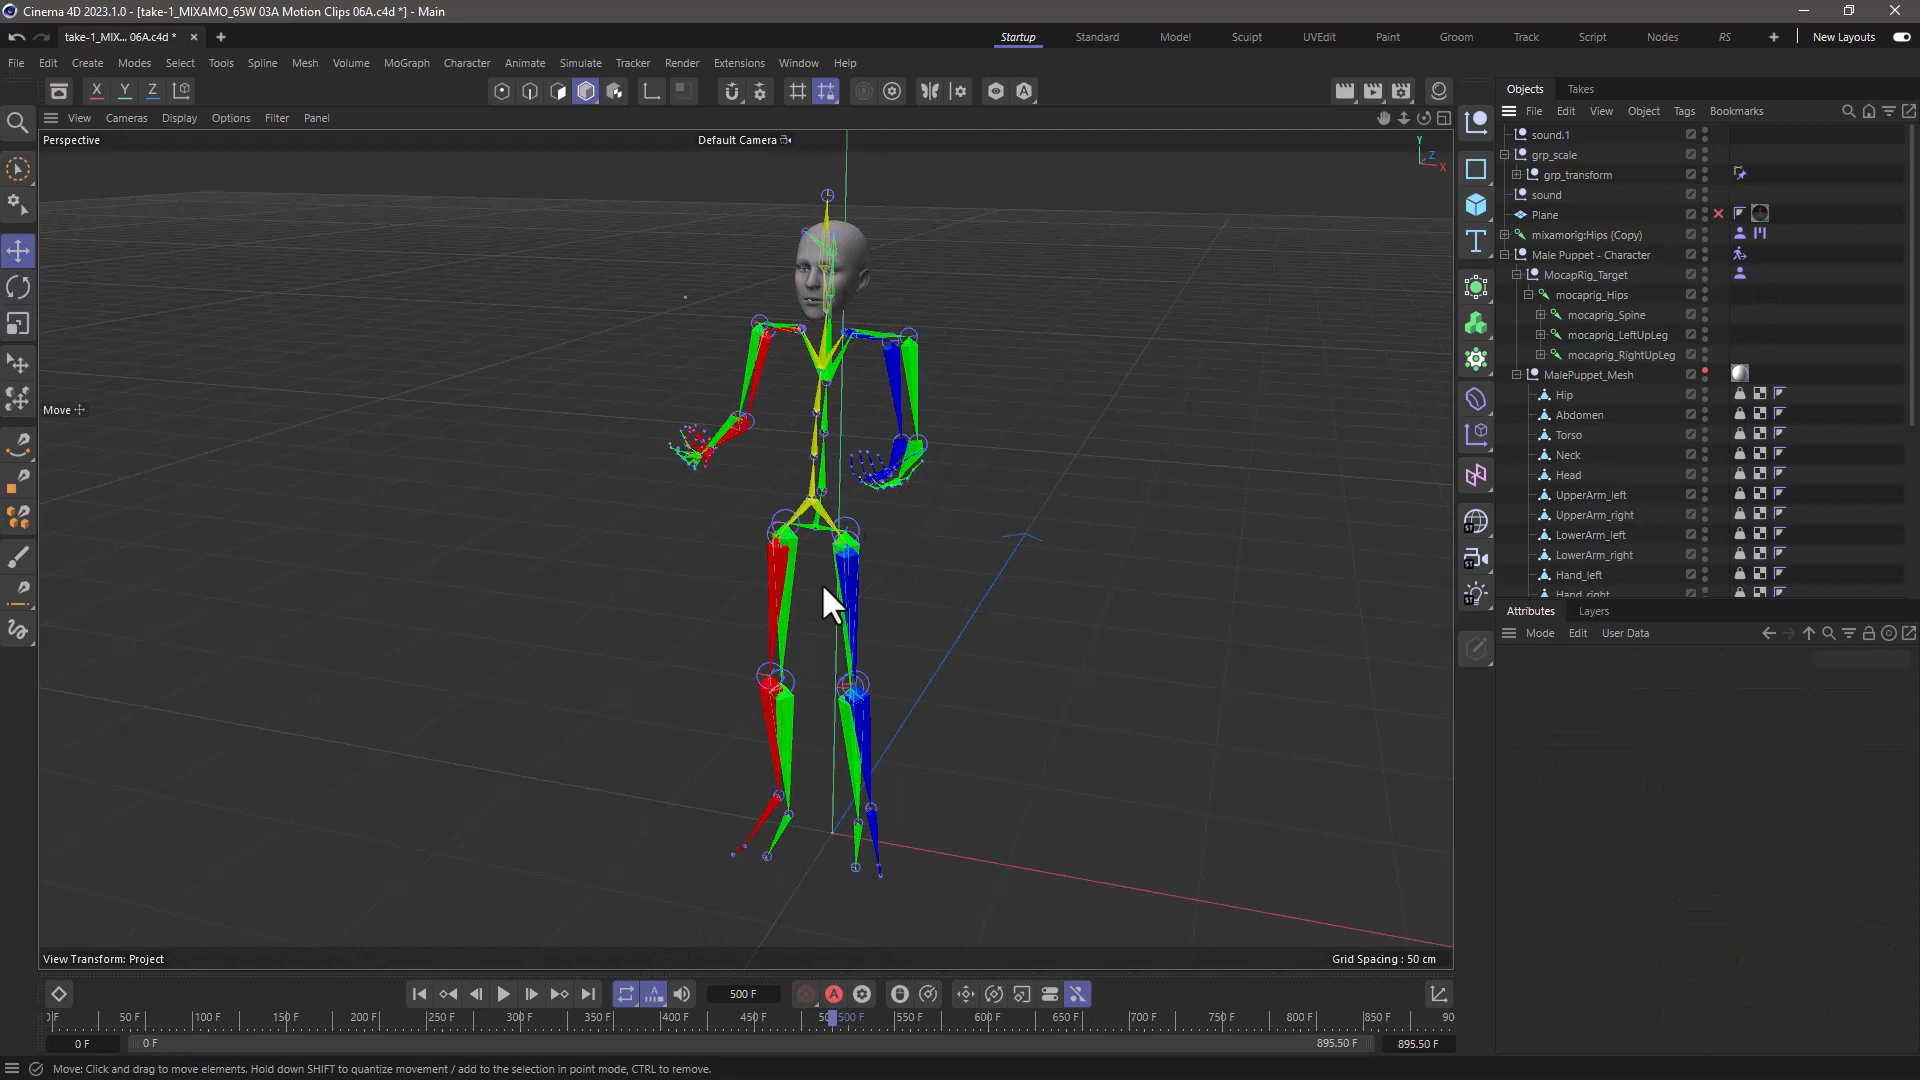 Cinema 4D 2023.1.0 - [take-1_MIXAMO_65W 03A Motion Clips 06A.c4d *] - Main
take-1_MIX... 06A.c4d *
Startup Standard Model Sculpt UVEdit Paint Groom Track Script Nodes RS New Layouts
File Edit Create Modes Select Tools Spline Mesh Volume MoGraph Character Animate Simulate Tracker Render Extensions Window Help
X Y Z
Objects Takes
View Cameras Display Options Filter Panel
File Edit View Object Tags Bookmarks
Perspective
Default Camera
Y
Z
X
sound.1
grp_scale
grp_transform
sound
Plane
mixamorig:Hips (Copy)
Male Puppet - Character
MocapRig_Target
mocaprig_Hips
mocaprig_Spine
mocaprig_LeftUpLeg
mocaprig_RightUpLeg
MalePuppet_Mesh
Hip
Abdomen
Torso
Neck
Head
UpperArm_left
UpperArm_right
LowerArm_left
LowerArm_right
Hand_left
Hand_right
Move
Attributes Layers
Mode Edit User Data
View Transform: Project
Grid Spacing : 50 cm
500 F
50 F 100 F 150 F 200 F 250 F 300 F 350 F 400 F 450 F 500 F 550 F 600 F 650 F 700 F 750 F 800 F 850 F 90
0 F 0 F 895.50 F 895.50 F
Move: Click and drag to move elements. Hold down SHIFT to quantize movement / add to the selection in point mode, CTRL to remove.